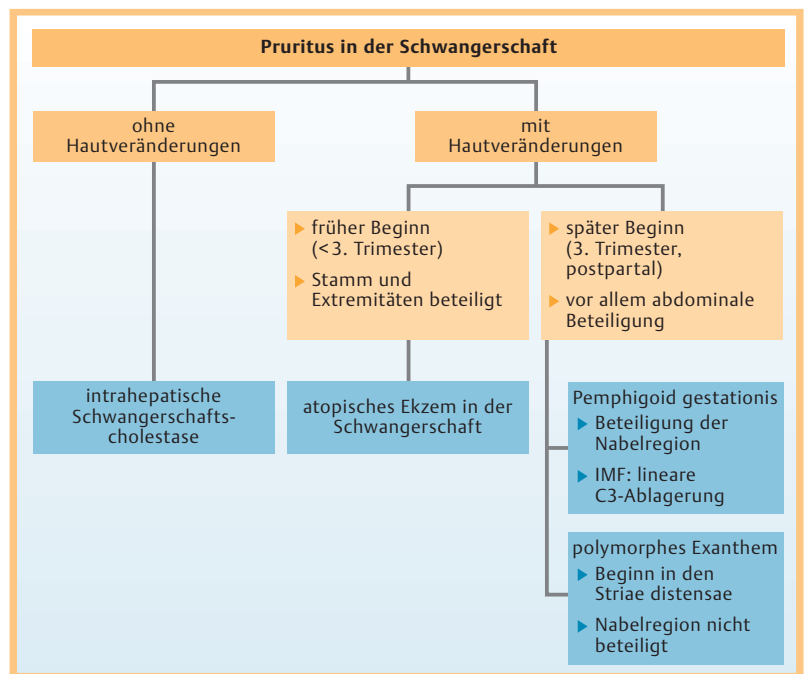 Pruritus in der Schwangerschaft
ohne
Hautveränderungen
mit
Hautveränderungen
▶ früher Beginn
(< 3. Trimester)
▶ Stamm und
Extremitäten beteiligt
▶ später Beginn
(3. Trimester,
postpartal)
▶ vor allem abdominale
Beteiligung
intrahepatische
Schwangerschafts-
cholestase
atopisches Ekzem in der
Schwangerschaft
Pemphigoid gestationis
▶ Beteiligung der
Nabelregion
▶ IMF: lineare
C3-Ablagerung
polymorphes Exanthem
▶ Beginn in den
Striae distensae
▶ Nabelregion nicht
beteiligt